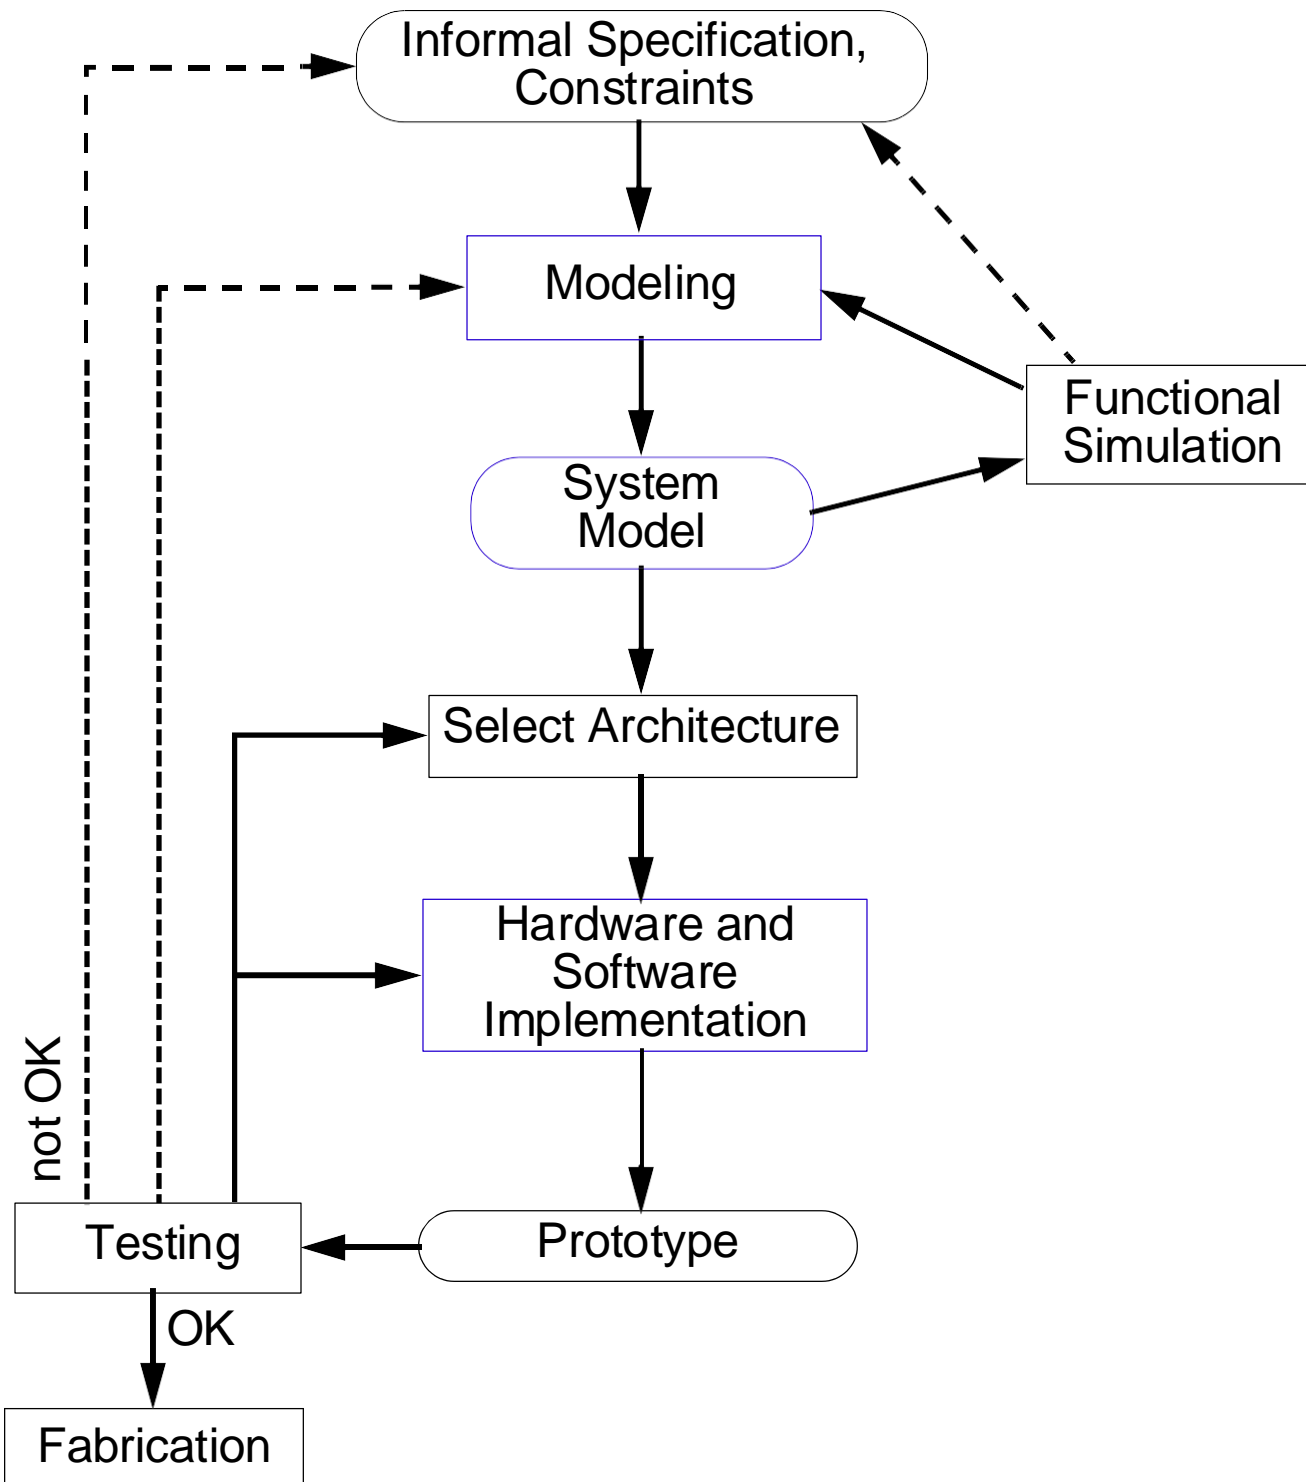 Informal Specification,
Constraints
Modeling
Functional
Simulation
System
Model
Select Architecture
Hardware and
Software
Implementation
not OK
Testing
Prototype
OK
Fabrication